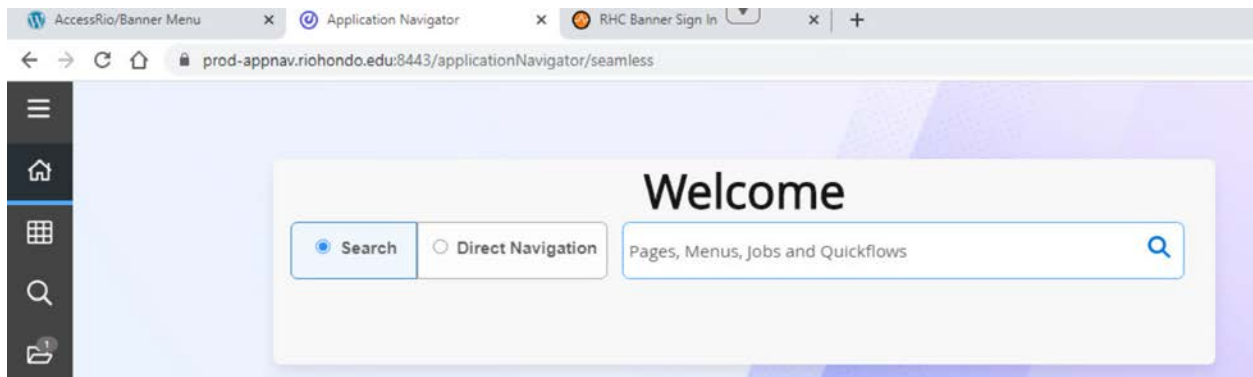 AccessRio/Banner Menu
Application Navigator
RHC Banner Sign In
prod-appnav.riohondo.edu:8443/applicationNavigator/seamless
Welcome
Search
Direct Navigation
Pages, Menus, Jobs and Quickflows
1